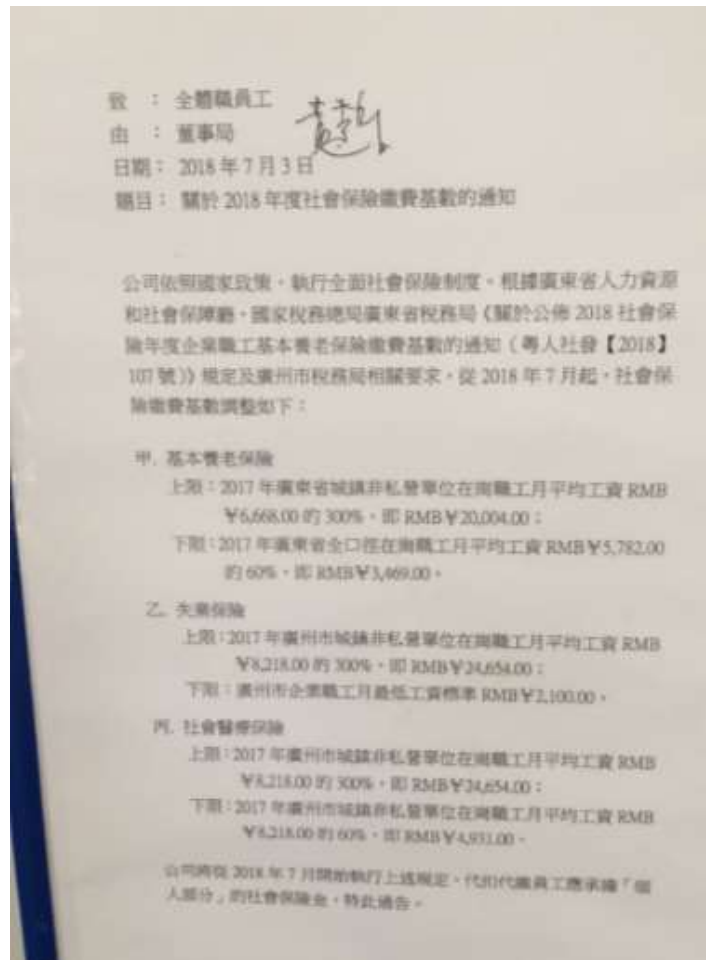 致 ： 全體職員工
由 ： 董事局
日期： 2018 年 7 月 3 日
題目： 關於 2018 年度社會保險繳費基數的通知
公司依照國家政策，執行全面社會保險制度。根據廣東省人力資源
和社會保障廳、國家稅務總局廣東省稅務局《關於公佈 2018 社會保
險年度企業職工基本養老保險繳費基數的通知（粵人社發【2018】
107 號）》規定及廣州市稅務局相關要求，從 2018 年 7 月起，社會保
險繳費基數調整如下：
甲. 基本養老保險
上限：2017 年廣東省城鎮非私營單位在崗職工月平均工資 RMB
¥6,668.00 的 300%，即 RMB¥20,004.00；
下限：2017 年廣東省全口徑在崗職工月平均工資 RMB¥5,782.00
的 60%，即 RMB¥3,469.00。
乙. 失業保險
上限：2017 年廣州市城鎮非私營單位在崗職工月平均工資 RMB
¥8,218.00 的 300%，即 RMB¥24,654.00；
下限：廣州市企業職工月最低工資標準 RMB¥2,100.00。
丙. 社會醫療保險
上限：2017 年廣州市城鎮非私營單位在崗職工月平均工資 RMB
¥8,218.00 的 300%，即 RMB¥24,654.00；
下限：2017 年廣州市城鎮非私營單位在崗職工月平均工資 RMB
¥8,218.00 的 60%，即 RMB¥4,931.00。
公司將從 2018 年 7 月開始執行上述規定，代扣代繳員工應承擔「個
人部分」的社會保險金，特此通告。